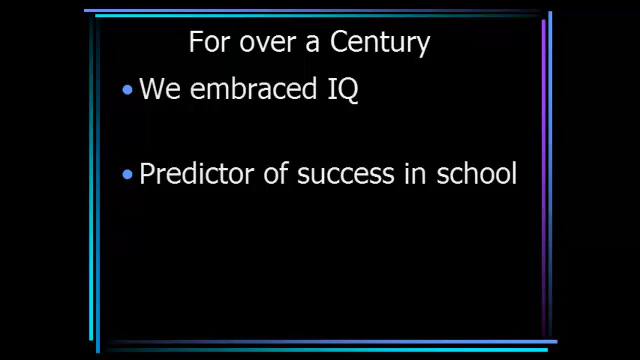 For over a Century
• We embraced IQ
• Predictor of success in school